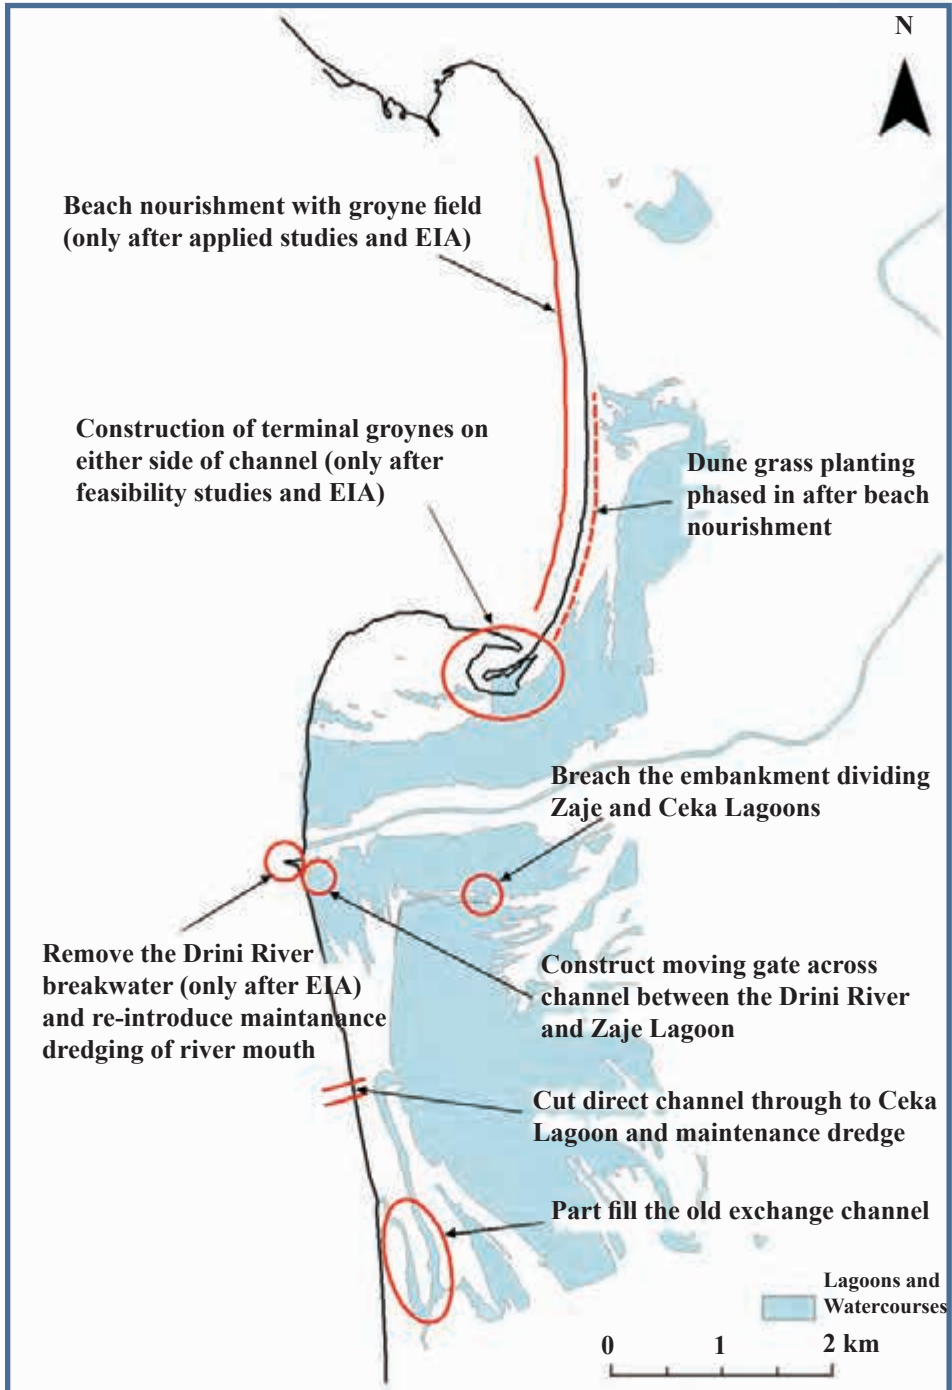 N
Beach nourishment with groyne field
(only after applied studies and EIA)
Construction of terminal groynes on
either side of channel (only after
feasibility studies and EIA)
Dune grass planting
phased in after beach
nourishment
Breach the embankment dividing
Zaje and Ceka Lagoons
Remove the Drini River
breakwater (only after EIA)
and re-introduce maintanance
dredging of river mouth
Construct moving gate across
channel between the Drini River
and Zaje Lagoon
Cut direct channel through to Ceka
Lagoon and maintenance dredge
Part fill the old exchange channel
Lagoons and
Watercourses
0 1 2 km